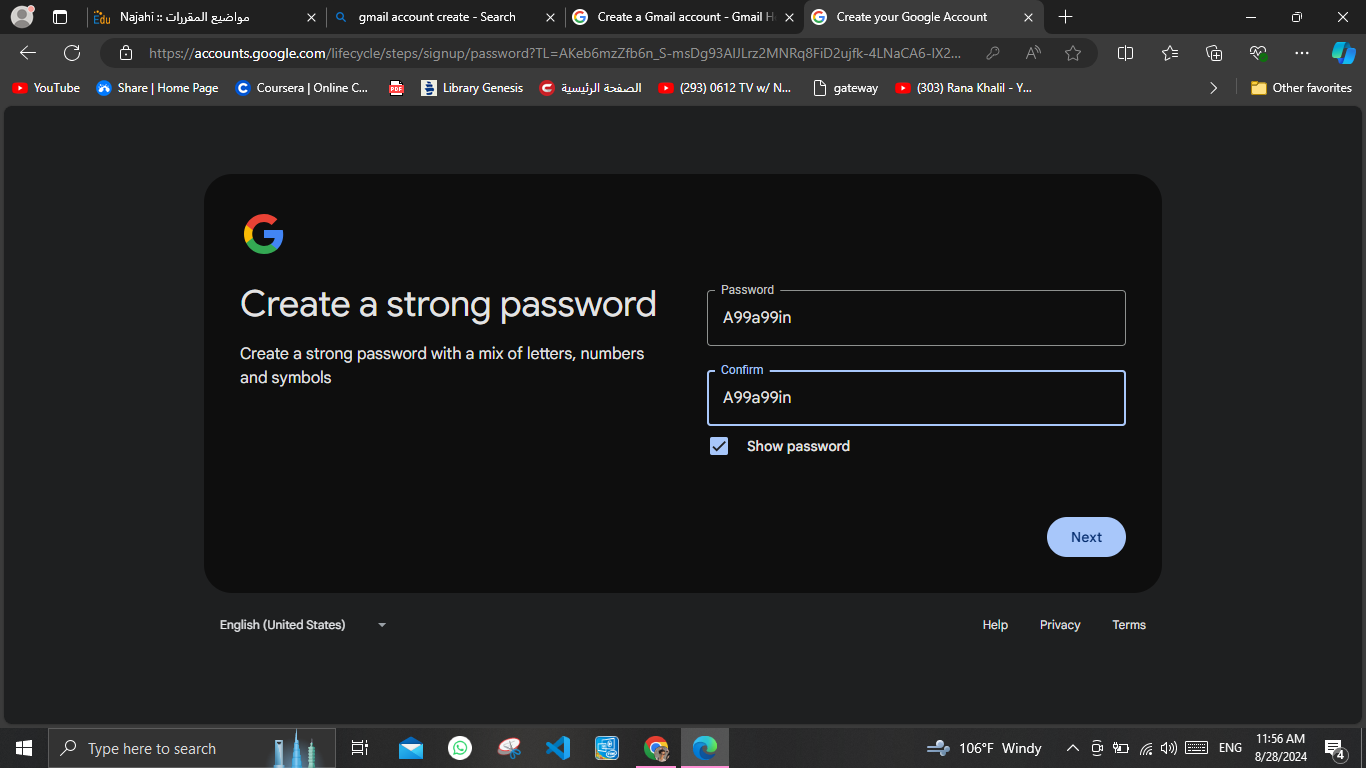 Najahi :: مواضيع المقررات
gmail account create - Search
Create a Gmail account - Gmail H
Create your Google Account
https://accounts.google.com/lifecycle/steps/signup/password?TL=AKeb6mzZfb6n_S-msDg93AlJLrz2MNRq8FiD2ujfk-4LNaCA6-lX2...
YouTube
Share | Home Page
Coursera | Online C...
PDF
Library Genesis
الصفحة الرئيسية
(293) 0612 TV w/ N...
gateway
(303) Rana Khalil - Y...
Other favorites
Create a strong password
Create a strong password with a mix of letters, numbers
and symbols
Password
A99a99in
Confirm
A99a99in
Show password
Next
English (United States)
Help
Privacy
Terms
Type here to search
106°F Windy
ENG
11:56 AM
8/28/2024
4